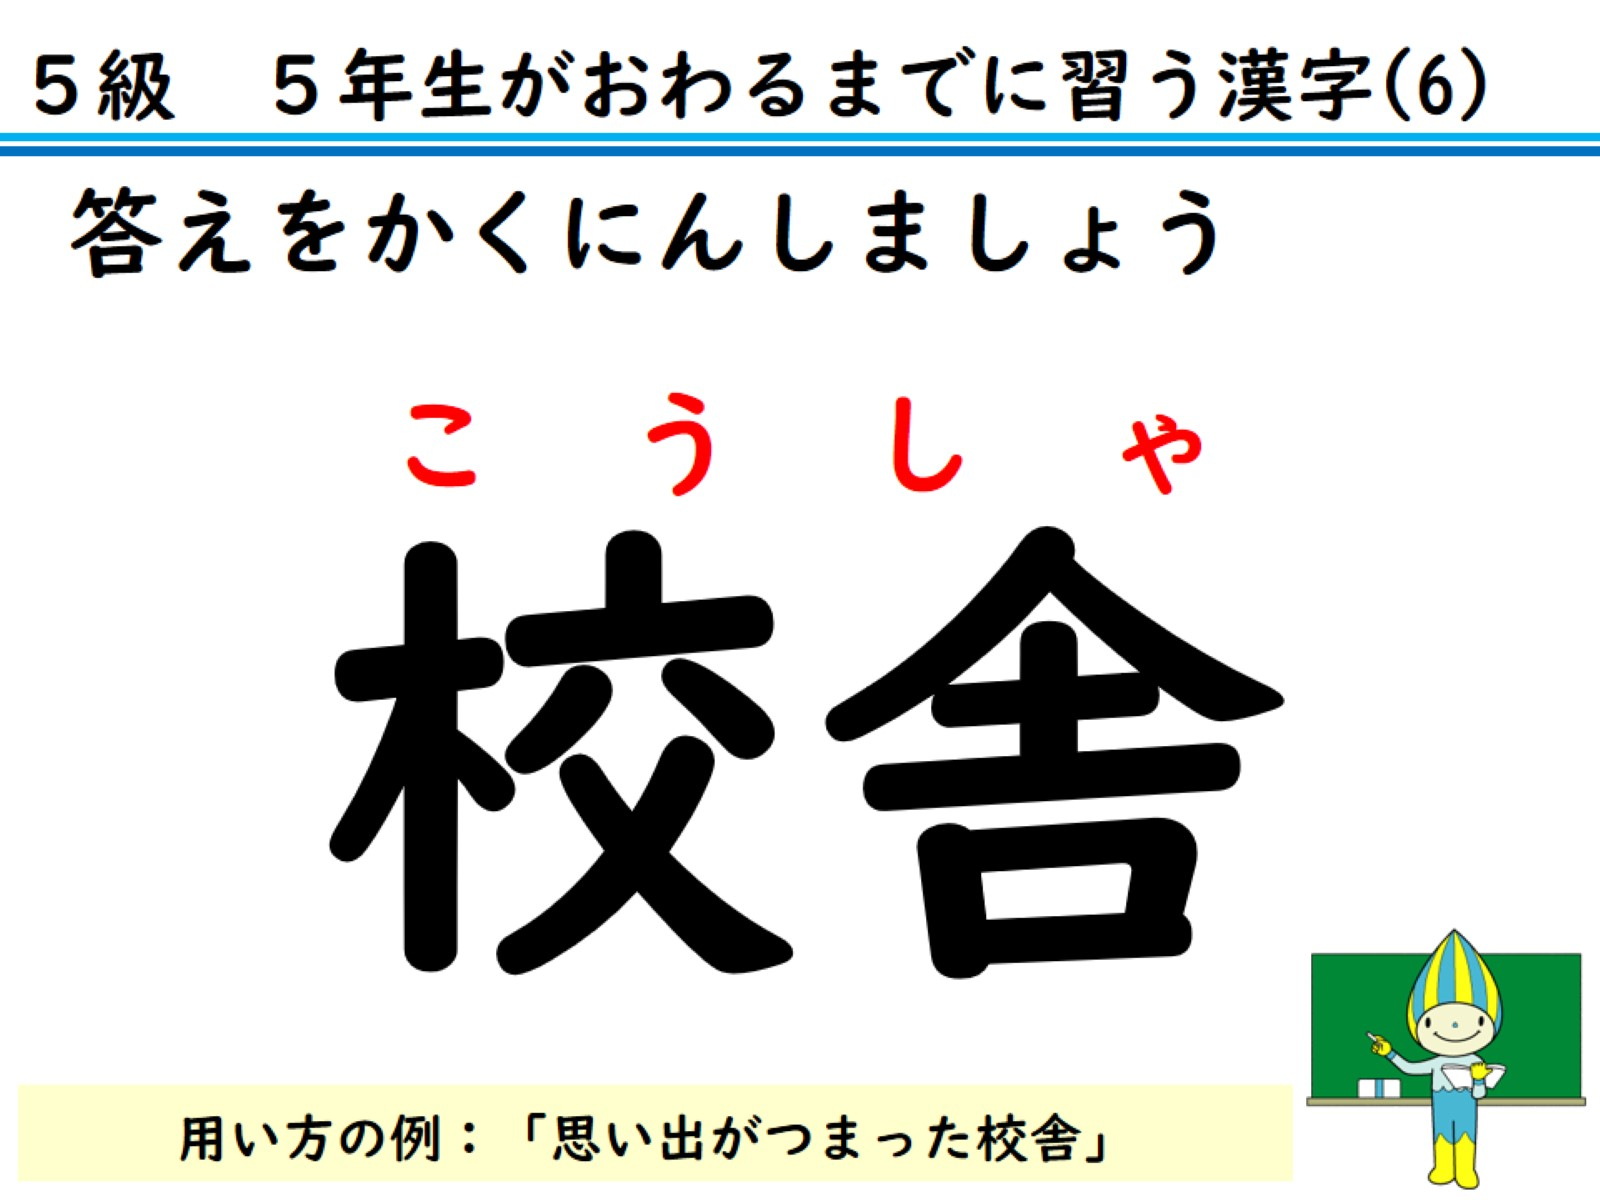 ５級　５年生がおわるまでに習う漢字(6)
答えをかくにんしましょう
こうしゃ
校舎
用い方の例：「思い出がつまった校舎」